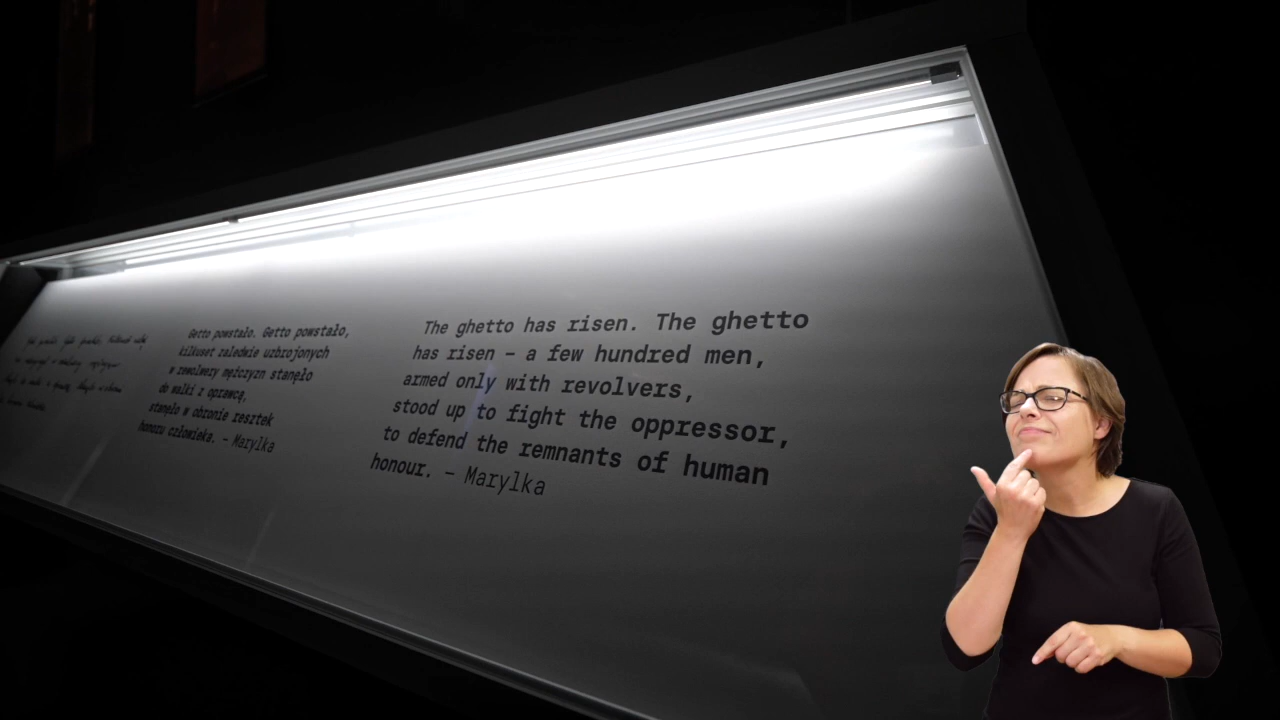 Getto powstało. Getto powstało,
kilkuset zaledwie uzbrojonych
w rewolwery mężczyzn stanęło
do walki z oprawcą,
stanęło w obronie resztek
honoru człowieka. – Marylka
The ghetto has risen. The ghetto
has risen – a few hundred men,
armed only with revolvers,
stood up to fight the oppressor,
to defend the remnants of human
honour. – Marylka